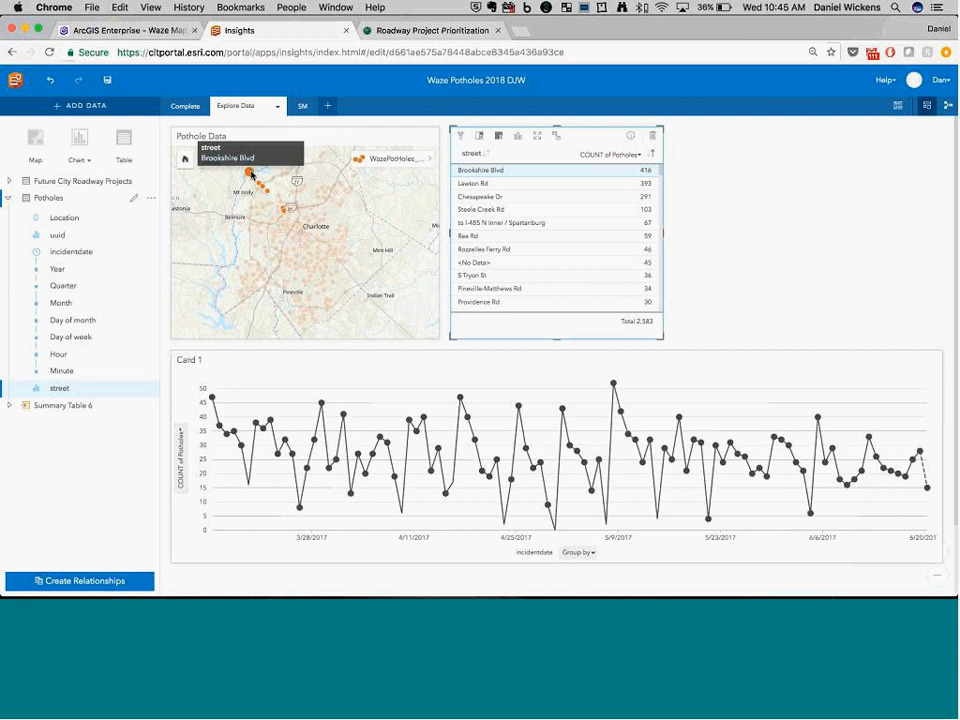 Chrome File Edit View History Bookmarks People Window Help 36% Wed 10:45 AM Daniel Wickens
ArcGIS Enterprise - Waze Ma × Insights × Roadway Project Prioritization × Daniel
Secure https://cltportal.esri.com/portal/apps/insights/index.html#/edit/d561ae575a78448abce8345a436a93ce
Waze Potholes 2018 DJW Help Dan
+ ADD DATA Complete Explore Data SM +
Map Chart Table
Future City Roadway Projects
Potholes
Location
uuid
incidentdate
Year
Quarter
Month
Day of month
Day of week
Hour
Minute
street
Summary Table 6
Create Relationships
Pothole Data
street
Brookshire Blvd
WazePotHoles_...
Mt Holly
astonia
Belmont
Charlotte
Mint Hill
Pineville
Indian Trail
street COUNT of Potholes
Brookshire Blvd 416
Lawton Rd 393
Chesapeake Dr 291
Steele Creek Rd 103
to I-485 N Inner / Spartanburg 67
Rea Rd 59
Rozzelles Ferry Rd 46
<No Data> 45
S Tryon St 36
Pineville-Matthews Rd 34
Providence Rd 30
Total 2,583
Card 1
COUNT of Potholes
50
45
40
35
30
25
20
15
10
5
0
3/28/2017 4/11/2017 4/25/2017 5/9/2017 5/23/2017 6/6/2017 6/20/201
incidentdate Group by